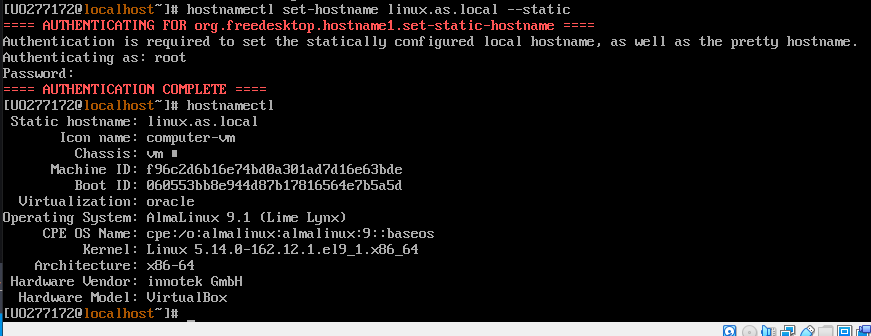 [UO277172@localhost~]# hostnamectl set-hostname linux.as.local --static
==== AUTHENTICATING FOR org.freedesktop.hostname1.set-static-hostname ====
Authentication is required to set the statically configured local hostname, as well as the pretty hostname.
Authenticating as: root
Password:
==== AUTHENTICATION COMPLETE ====
[UO277172@localhost~]# hostnamectl
Static hostname: linux.as.local
Icon name: computer-vm
Chassis: vm ■
Machine ID: f96c2d6b16e74bd0a301ad7d16e63bde
Boot ID: 060553bb8e944d87b17816564e7b5a5d
Virtualization: oracle
Operating System: AlmaLinux 9.1 (Lime Lynx)
CPE OS Name: cpe:/o:almalinux:almalinux:9::baseos
Kernel: Linux 5.14.0-162.12.1.el9_1.x86_64
Architecture: x86-64
Hardware Vendor: innotek GmbH
Hardware Model: VirtualBox
[UO277172@localhost~]# _